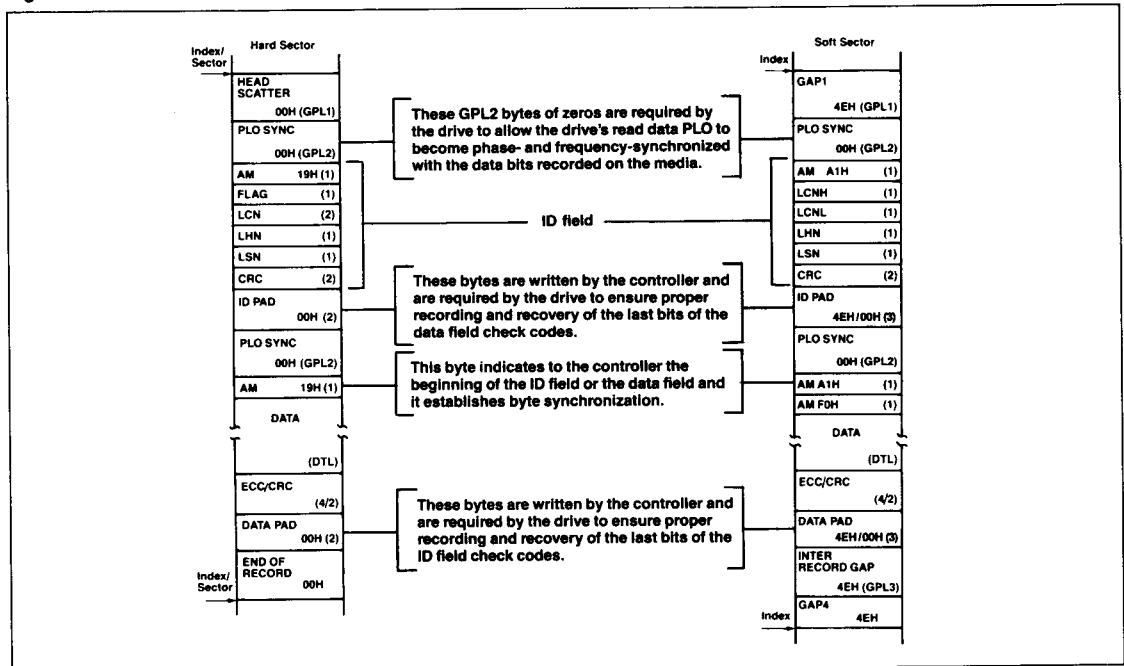 Hard Sector
Index/
Sector
HEAD
SCATTER
00H (GPL1)
PLO SYNC
00H (GPL2)
AM 19H (1)
FLAG (1)
LCN (2)
LHN (1)
LSN (1)
CRC (2)
ID PAD
00H (2)
PLO SYNC
00H (GPL2)
AM 19H (1)
DATA
(DTL)
ECC/CRC
(4/2)
DATA PAD
00H (2)
END OF
RECORD
00H
Index/
Sector
These GPL2 bytes of zeros are required by
the drive to allow the drive's read data PLO to
become phase- and frequency-synchronized
with the data bits recorded on the media.
ID field
These bytes are written by the controller and
are required by the drive to ensure proper
recording and recovery of the last bits of the
data field check codes.
This byte indicates to the controller the
beginning of the ID field or the data field and
it establishes byte synchronization.
These bytes are written by the controller and
are required by the drive to ensure proper
recording and recovery of the last bits of the
ID field check codes.
Soft Sector
Index
GAP1
4EH (GPL1)
PLO SYNC
00H (GPL2)
AM A1H (1)
LCNH (1)
LCNL (1)
LHN (1)
LSN (1)
CRC (2)
ID PAD
4EH/00H (3)
PLO SYNC
00H (GPL2)
AM A1H (1)
AM F0H (1)
DATA
(DTL)
ECC/CRC
(4/2)
DATA PAD
4EH/00H (3)
INTER
RECORD GAP
4EH (GPL3)
GAP4
4EH
Index